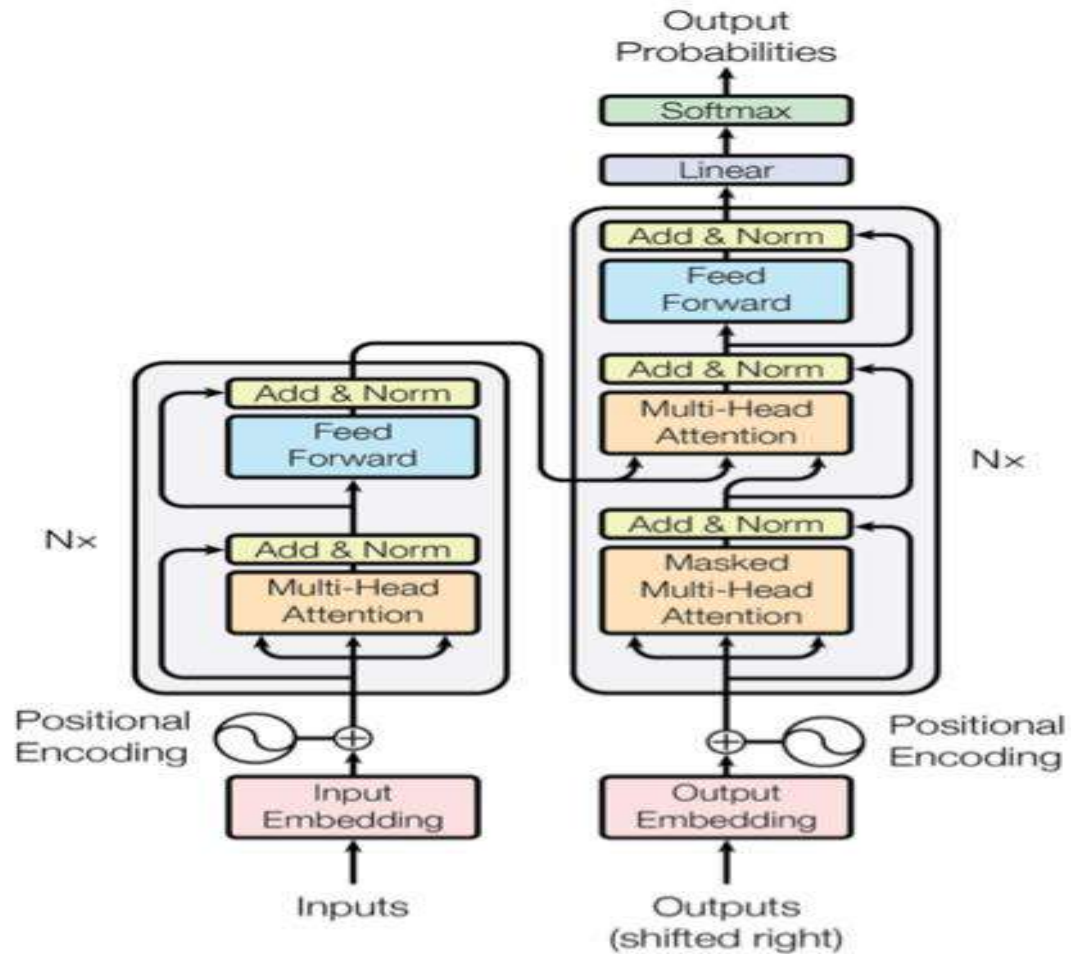 Output
Probabilities
Softmax
Linear
Add & Norm
Feed
Forward
Add & Norm
Multi-Head
Attention
Add & Norm
Masked
Multi-Head
Attention
Nx
Add & Norm
Feed
Forward
Add & Norm
Multi-Head
Attention
Nx
Positional
Encoding
Positional
Encoding
Input
Embedding
Output
Embedding
Inputs
Outputs
(shifted right)